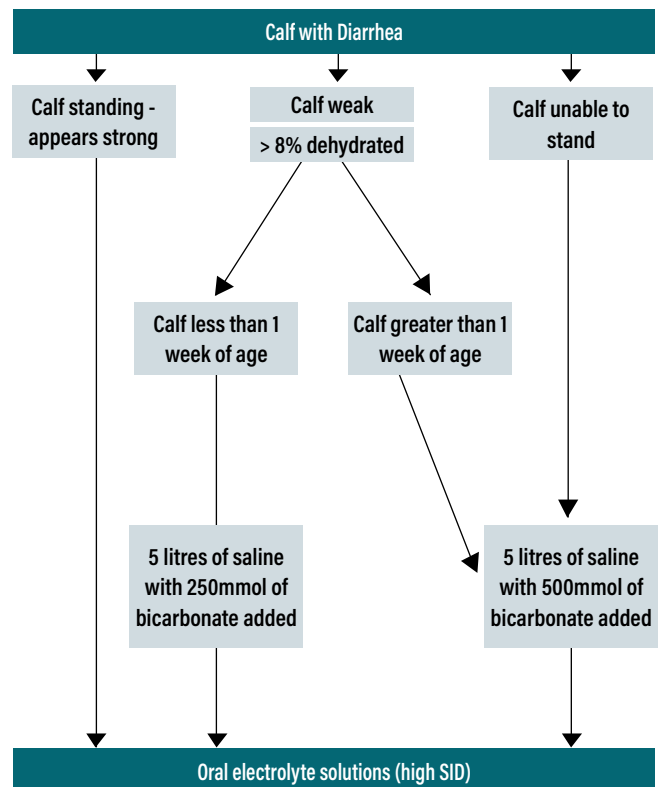 Calf with Diarrhea
Calf standing -
appears strong
Calf weak
> 8% dehydrated
Calf unable to
stand
Calf less than 1
week of age
Calf greater than 1
week of age
5 litres of saline
with 250mmol of
bicarbonate added
5 litres of saline
with 500mmol of
bicarbonate added
Oral electrolyte solutions (high SID)